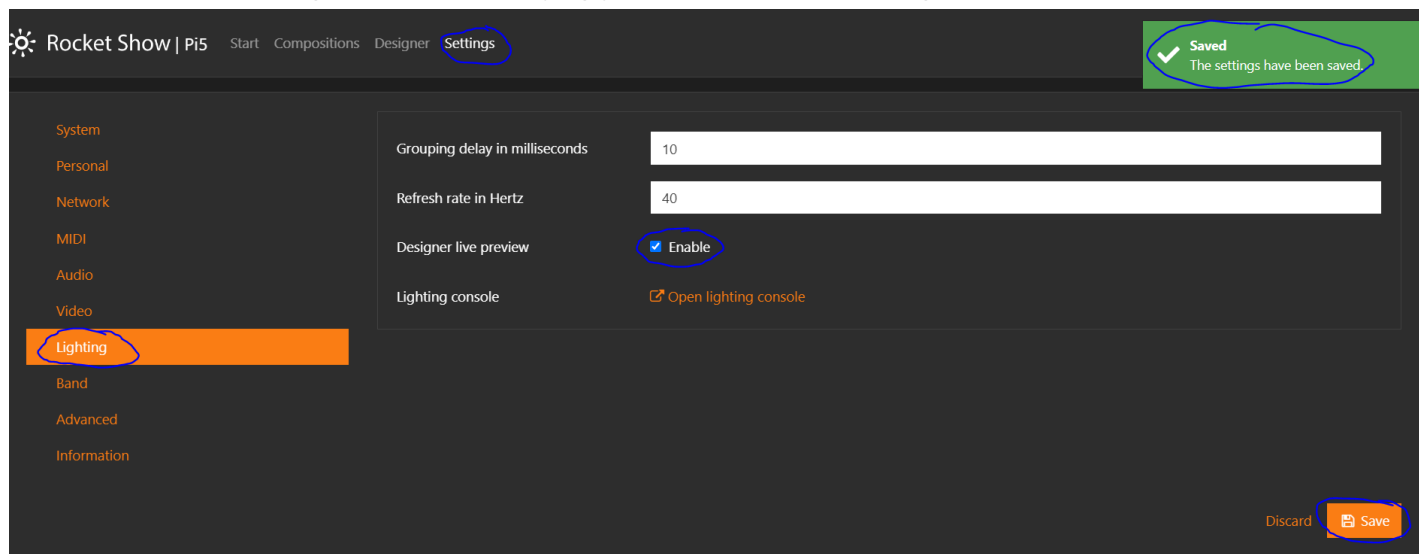 Rocket Show | Pi5 Start Compositions Designer Settings
Saved
The settings have been saved.
System
Personal
Network
MIDI
Audio
Video
Lighting
Band
Advanced
Information
Grouping delay in milliseconds 10
Refresh rate in Hertz 40
Designer live preview Enable
Lighting console Open lighting console
Discard Save